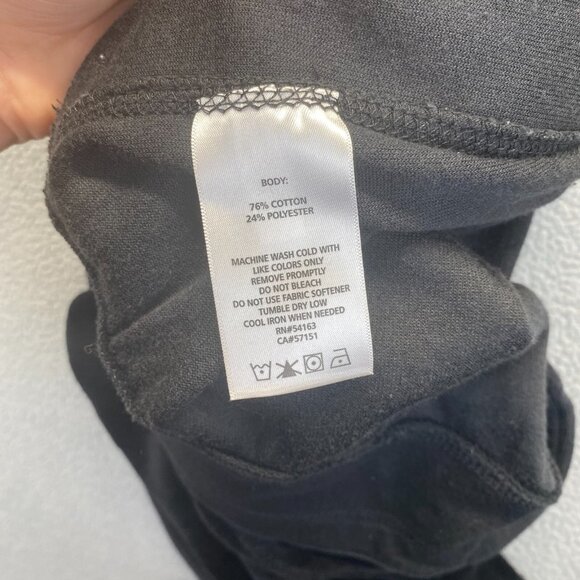 BODY:
76% COTTON
24% POLYESTER
MACHINE WASH COLD WITH
LIKE COLORS ONLY
REMOVE PROMPTLY
DO NOT BLEACH
DO NOT USE FABRIC SOFTENER
TUMBLE DRY LOW
COOL IRON WHEN NEEDED
RN#54163
CA#57151